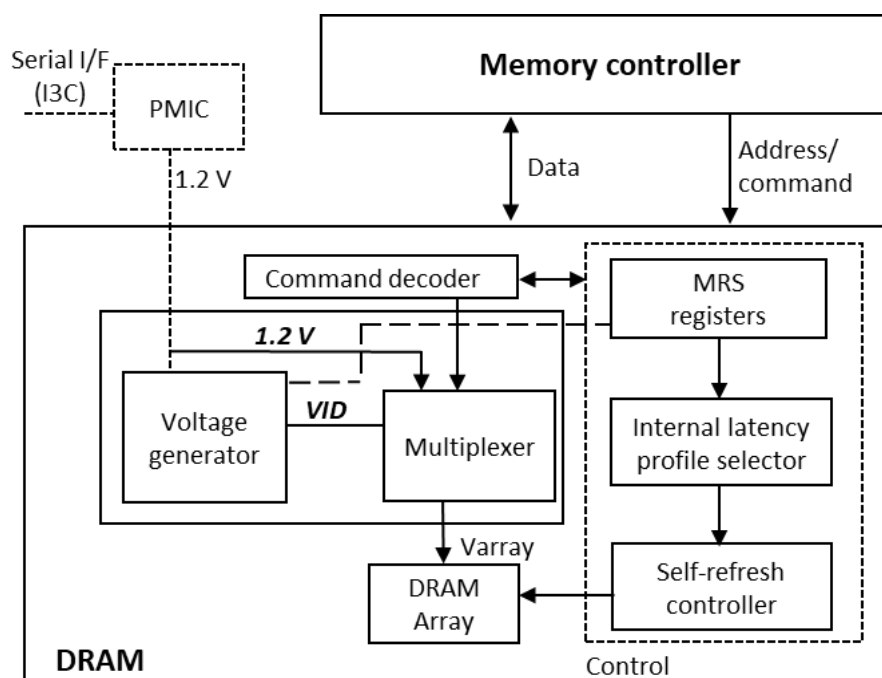 Serial I/F
(I3C)
PMIC
1.2 V
Memory controller
Data
Address/
command
Command decoder
MRS
registers
1.2 V
Voltage
generator
VID
Multiplexer
Internal latency
profile selector
Varray
DRAM
Array
Self-refresh
controller
DRAM
Control